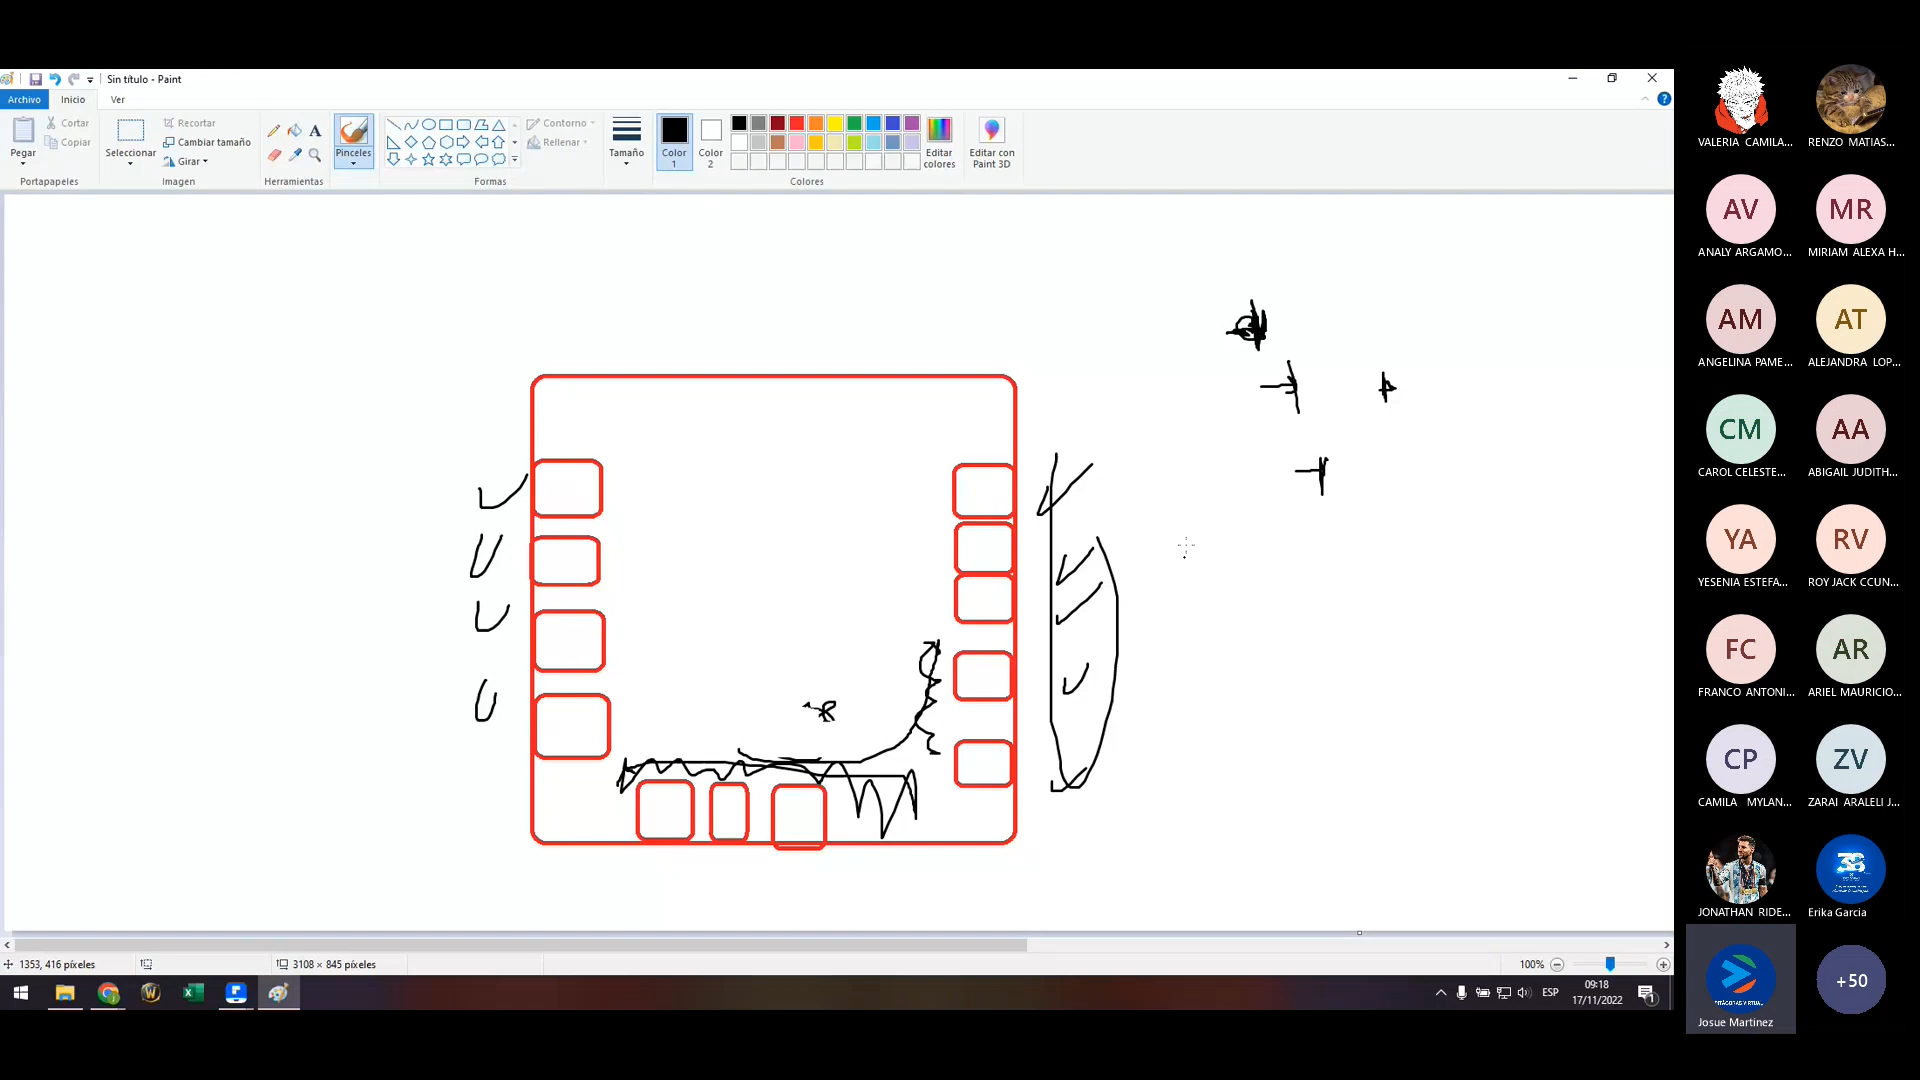 Sin título - Paint
Archivo Inicio Ver
Pegar
Cortar
Copiar
Portapapeles
Seleccionar
Recortar
Cambiar tamaño
Girar
Imagen
A
Herramientas
Pinceles
Contorno
Rellenar
Formas
Tamaño
Color 1
Color 2
Editar colores
Colores
Editar con Paint 3D
R
1353, 416 píxeles
3108 × 845 píxeles
100%
ESP
09:18
17/11/2022
1
VALERIA CAMILA...
RENZO MATIAS...
AV
ANALY ARGAMO...
MR
MIRIAM ALEXA H...
AM
ANGELINA PAME...
AT
ALEJANDRA LOP...
CM
CAROL CELESTE...
AA
ABIGAIL JUDITH...
YA
YESENIA ESTEFA...
RV
ROY JACK CCUN...
FC
FRANCO ANTONI...
AR
ARIEL MAURICIO...
CP
CAMILA MYLAN...
ZV
ZARAI ARALELI J...
JONATHAN RIDE...
38
Erika Garcia
PITÁGORAS VIRTUAL
Josue Martinez
+50